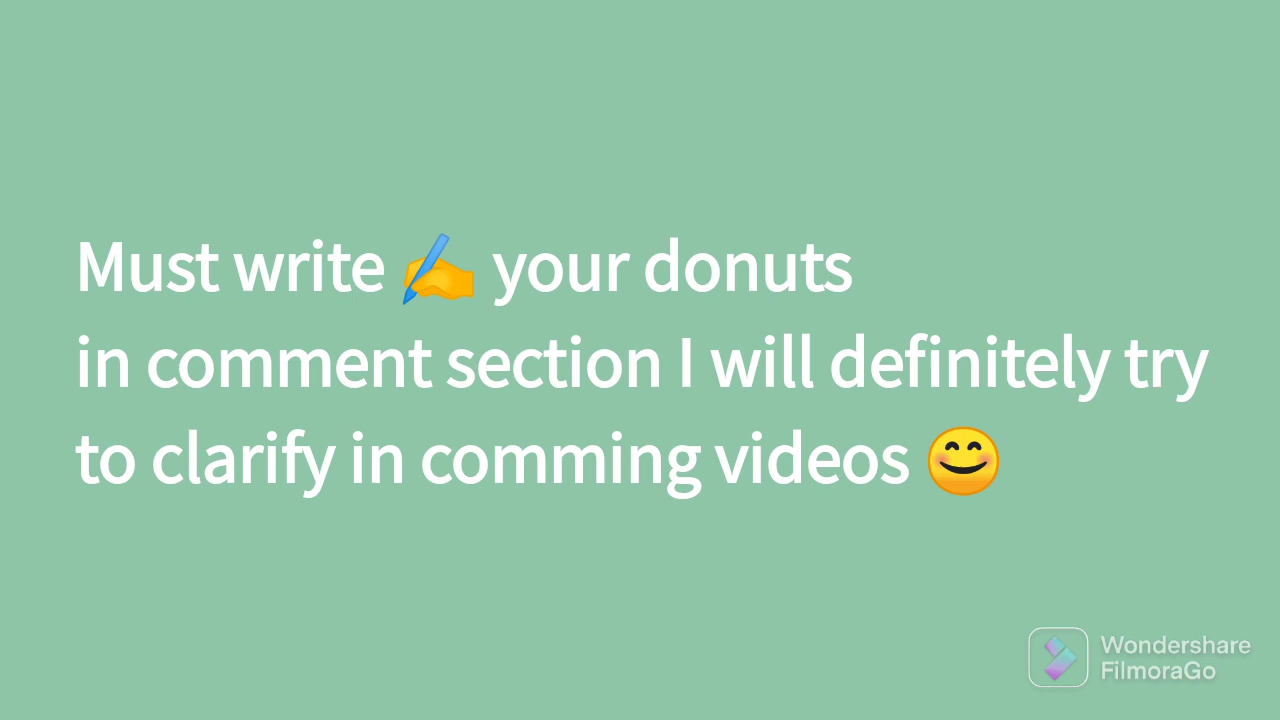 Must write ✍️ your donuts
in comment section I will definitely try
to clarify in comming videos 😊
Wondershare
FilmoraGo